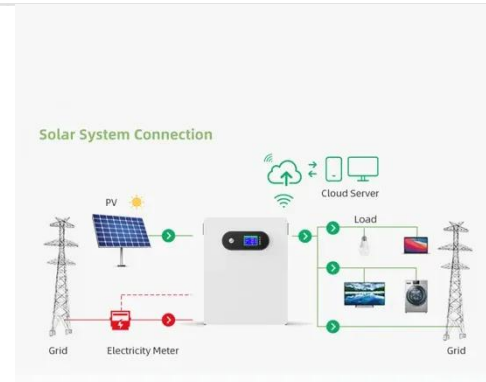 Solar System Connection
Cloud Server
PV
Load
Grid
Electricity Meter
Grid